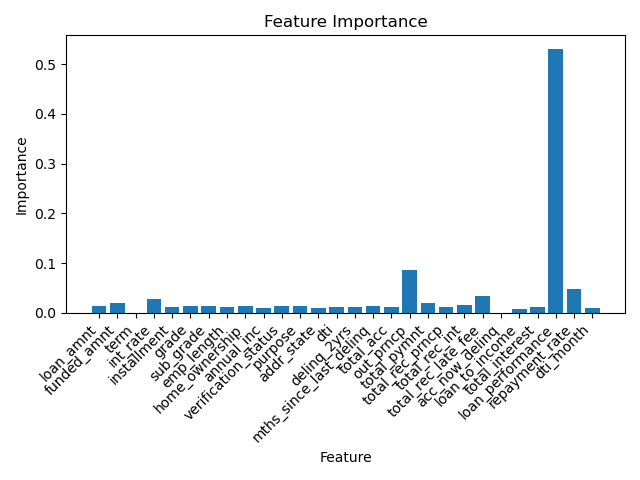 Feature Importance
Importance
0.5
0.4
0.3
0.2
0.1
0.0
loan_amnt
funded_amnt
term
int_rate
installment
grade
sub_grade
emp_length
home_ownership
annual_inc
verification_status
purpose
addr_state
dti
delinq_2yrs
mths_since_last_delinq
total_acc
out_prncp
total_pymnt
total_rec_prncp
total_rec_int
total_rec_late_fee
acc_now_delinq
loan_to_income
total_interest
loan_performance
repayment_rate
dti_month
Feature